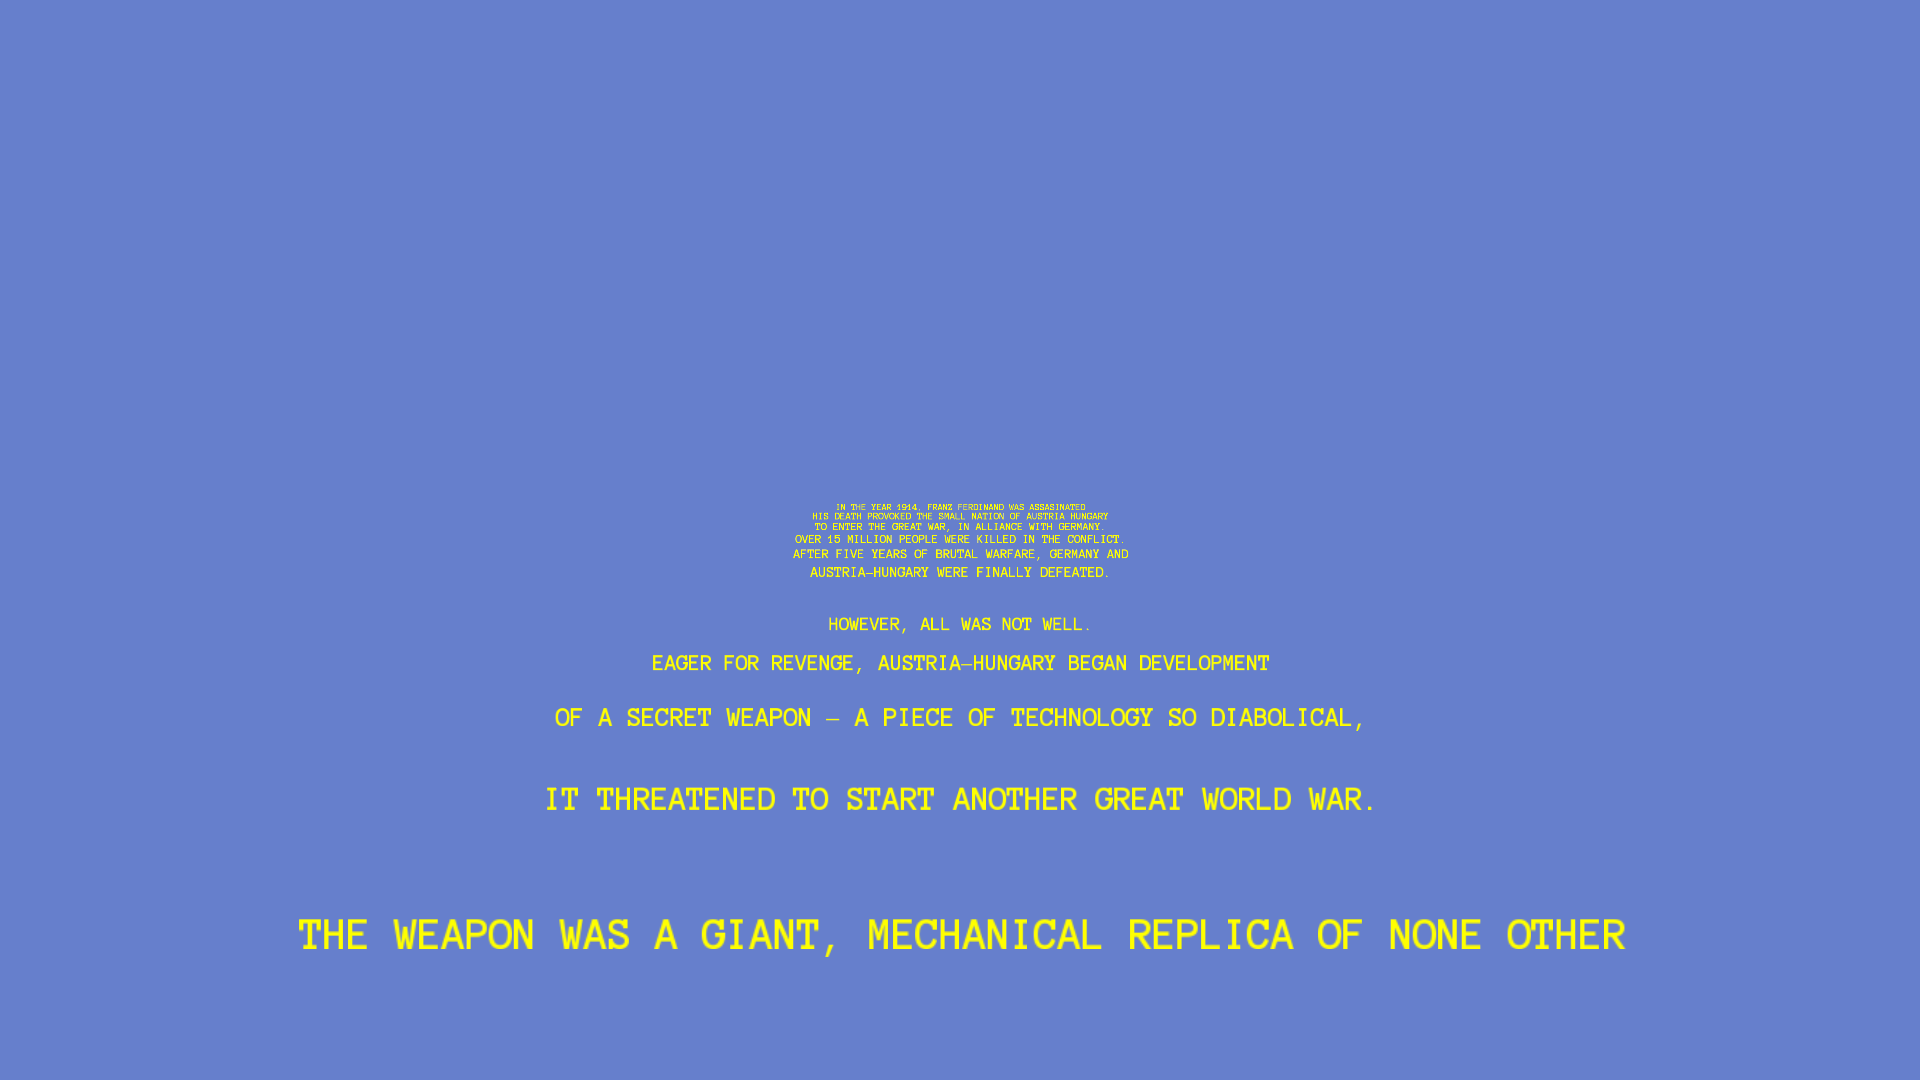 IN THE YEAR 1914, FRANZ FERDINAND WAS ASSASINATED
HIS DEATH PROVOKED THE SMALL NATION OF AUSTRIA HUNGARY
TO ENTER THE GREAT WAR, IN ALLIANCE WITH GERMANY.
OVER 15 MILLION PEOPLE WERE KILLED IN THE CONFLICT.
AFTER FIVE YEARS OF BRUTAL WARFARE, GERMANY AND
AUSTRIA–HUNGARY WERE FINALLY DEFEATED.
HOWEVER, ALL WAS NOT WELL.
EAGER FOR REVENGE, AUSTRIA–HUNGARY BEGAN DEVELOPMENT
OF A SECRET WEAPON – A PIECE OF TECHNOLOGY SO DIABOLICAL,
IT THREATENED TO START ANOTHER GREAT WORLD WAR.
THE WEAPON WAS A GIANT, MECHANICAL REPLICA OF NONE OTHER